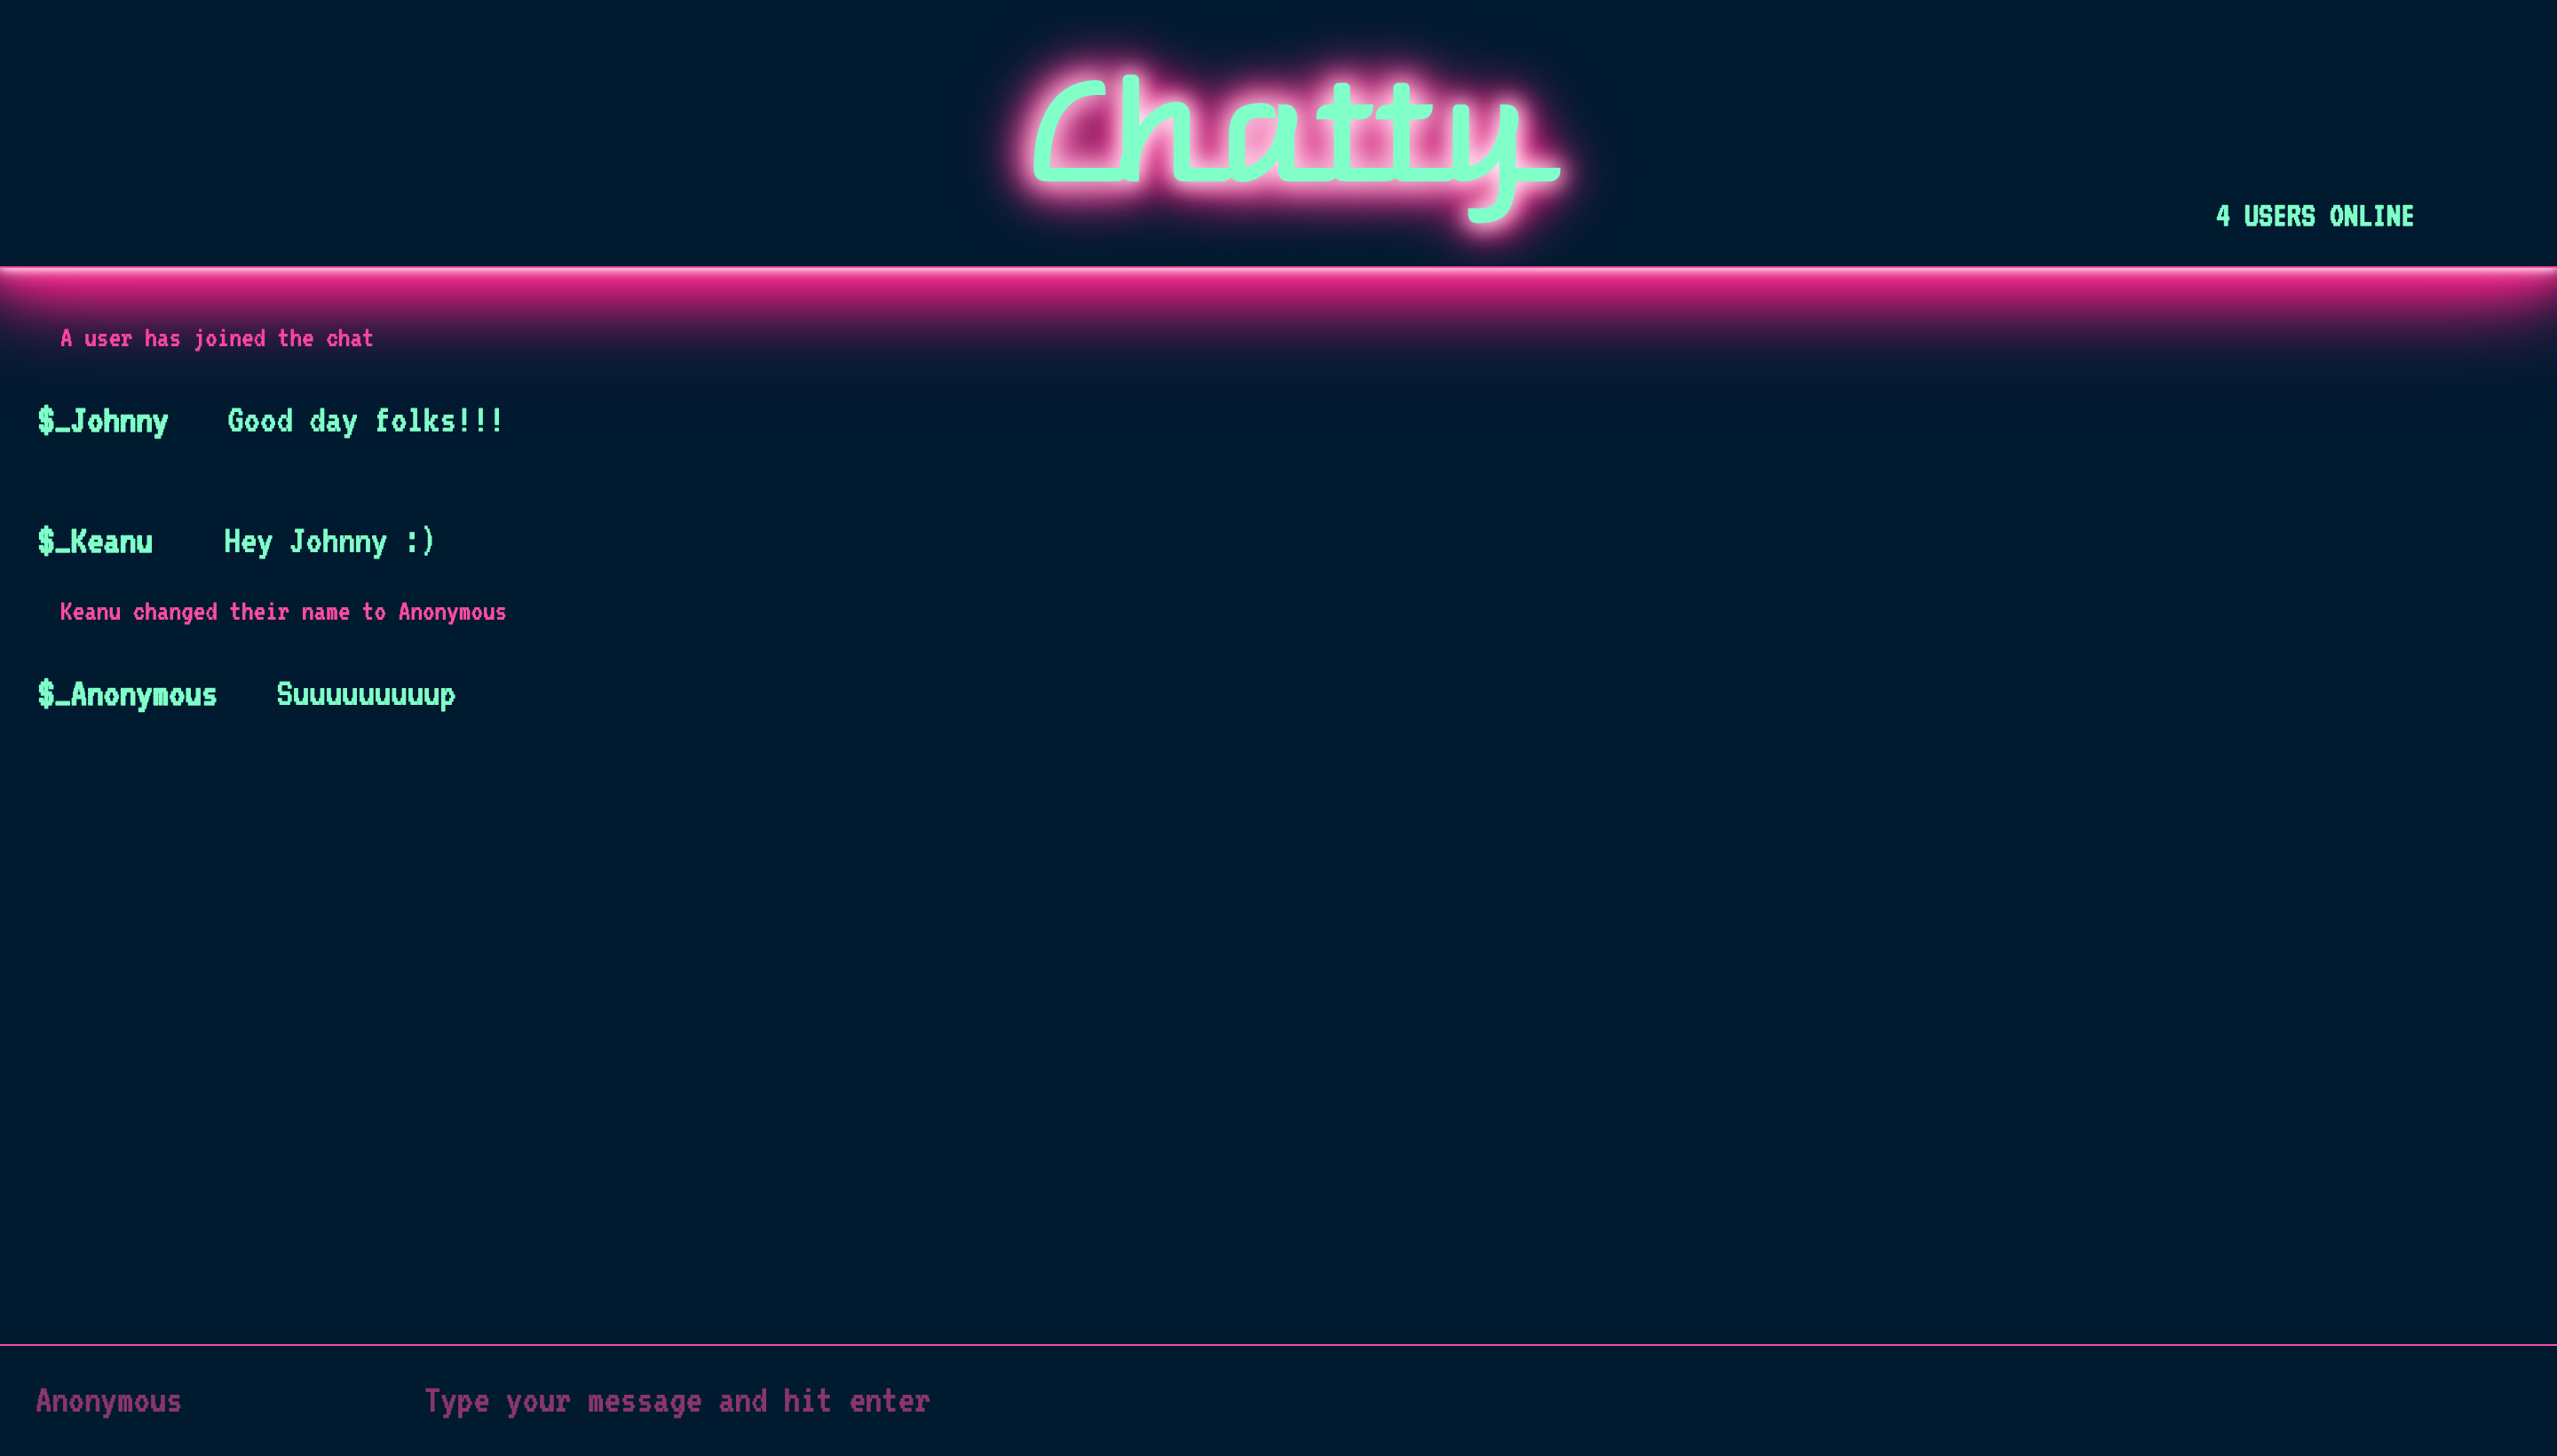 Chatty
4 USERS ONLINE
A user has joined the chat
$_Johnny Good day folks!!!
$_Keanu Hey Johnny :)
Keanu changed their name to Anonymous
$_Anonymous Suuuuuuuuup
Anonymous Type your message and hit enter